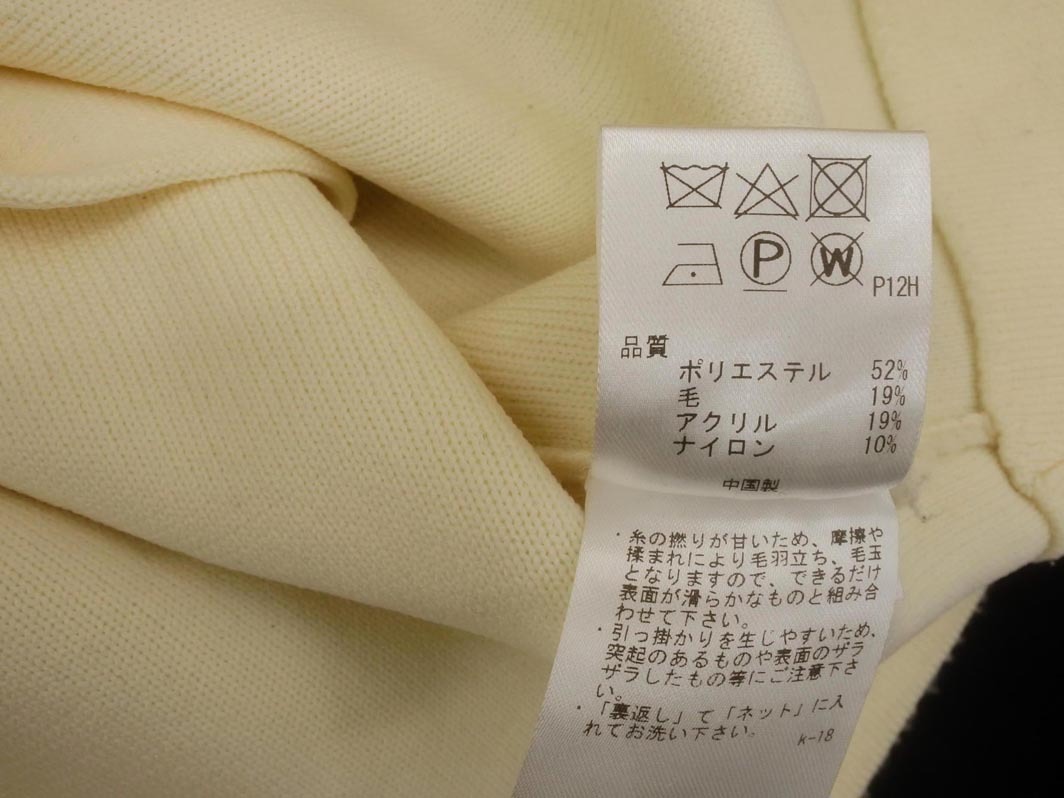 P
W
P12H
品質
ポリエステル 52%
毛 19%
アクリル 19%
ナイロン 10%
中国製
・糸の撚りが甘いため、摩擦や
揉まれにより毛羽立ち、毛玉
となりますので、できるだけ
表面が滑らかなものと組み合
わせて下さい。
・引っ掛かりを生じやすいため、
突起のあるものや表面のザラ
ザラしたもの等にご注意下さ
い。
・「裏返し」で「ネット」に入
れてお洗い下さい。
K-18